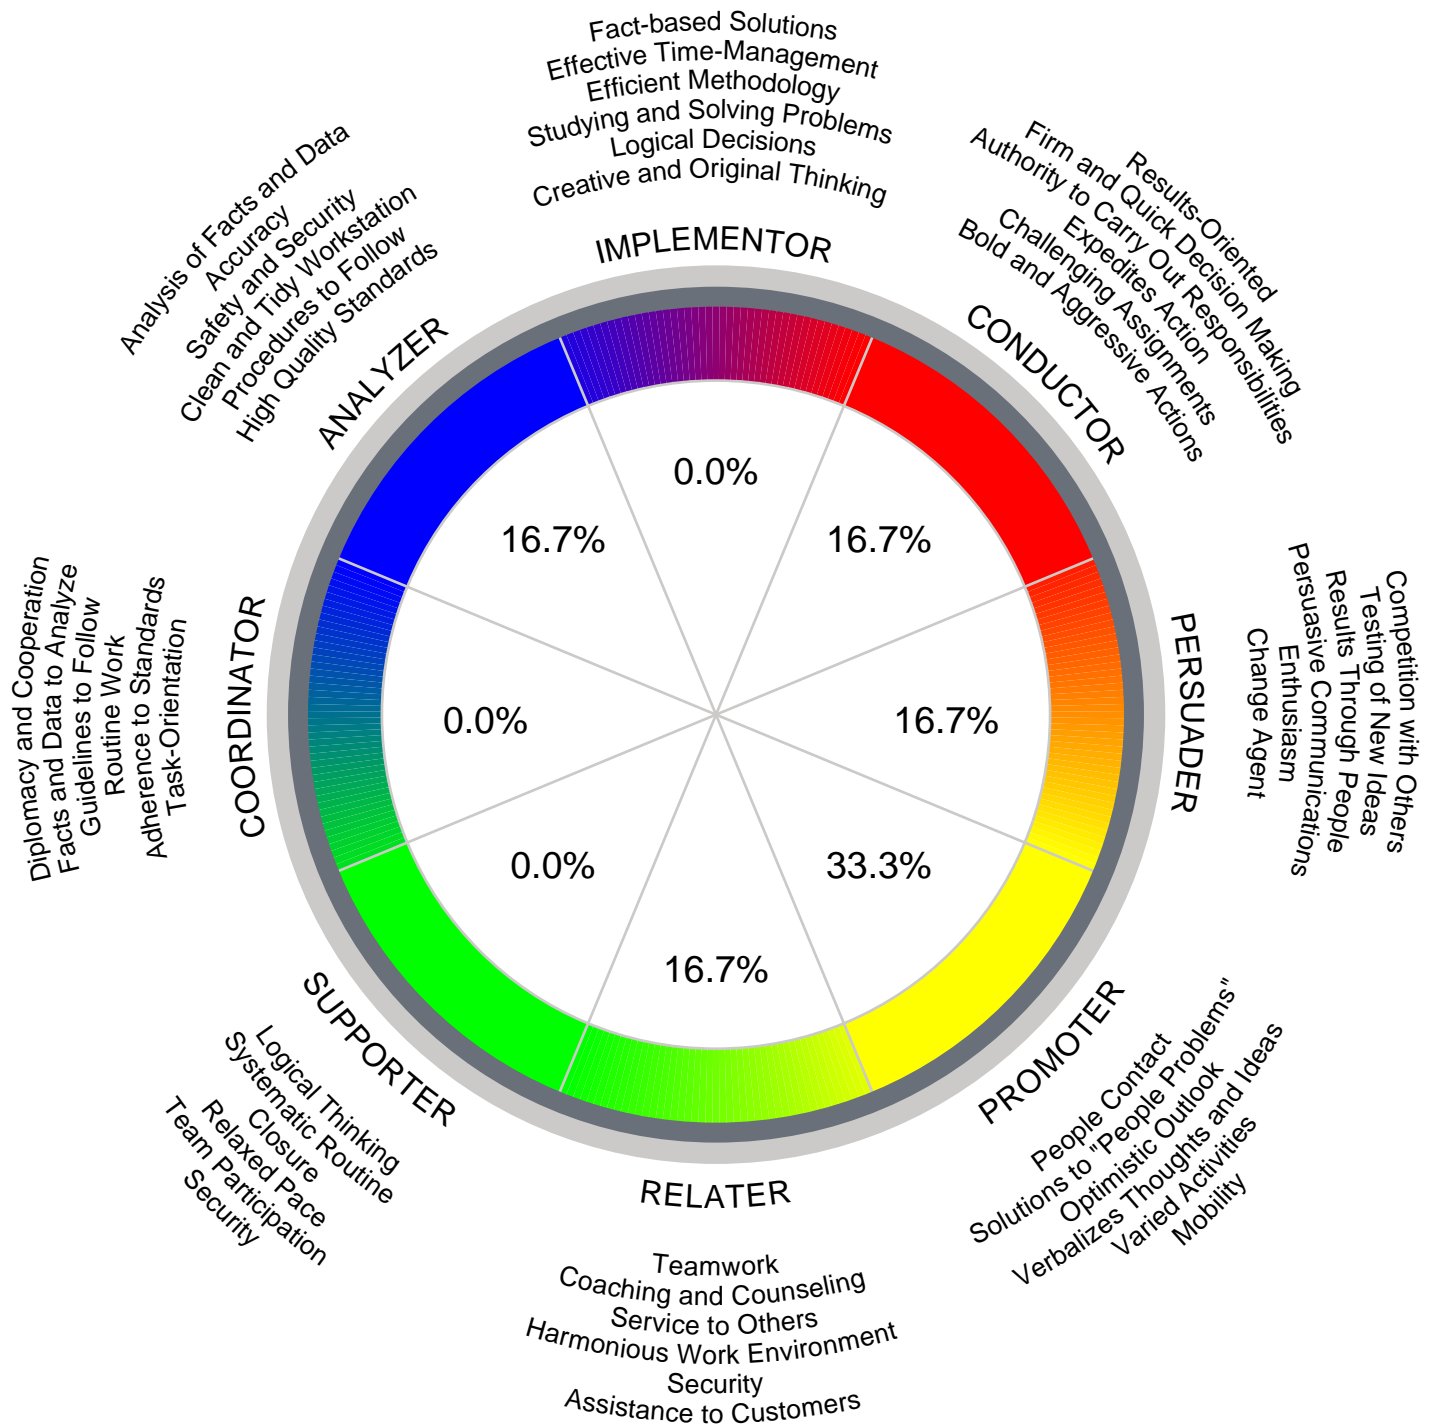 Fact-based Solutions
Effective Time-Management
Efficient Methodology
Studying and Solving Problems
Logical Decisions
Creative and Original Thinking
IMPLEMENTOR
Results-Oriented
Firm and Quick Decision Making
Authority to Carry Out Responsibilities
Expedites Action
Challenging Assignments
Bold and Aggressive Actions
CONDUCTOR
Competition with Others
Testing of New Ideas
Results Through People
Persuasive Communications
Enthusiasm
Change Agent
PERSUADER
PROMOTER
People Contact
Solutions to "People Problems"
Optimistic Outlook
Verbalizes Thoughts and Ideas
Varied Activities
Mobility
RELATER
Teamwork
Coaching and Counseling
Service to Others
Harmonious Work Environment
Security
Assistance to Customers
SUPPORTER
Logical Thinking
Systematic Routine
Closure
Relaxed Pace
Team Participation
Security
Diplomacy and Cooperation
Facts and Data to Analyze
Guidelines to Follow
Routine Work
Adherence to Standards
Task-Orientation
COORDINATOR
Analysis of Facts and Data
Accuracy
Safety and Security
Clean and Tidy Workstation
Procedures to Follow
High Quality Standards
ANALYZER
0.0%
16.7%
16.7%
33.3%
16.7%
0.0%
0.0%
16.7%